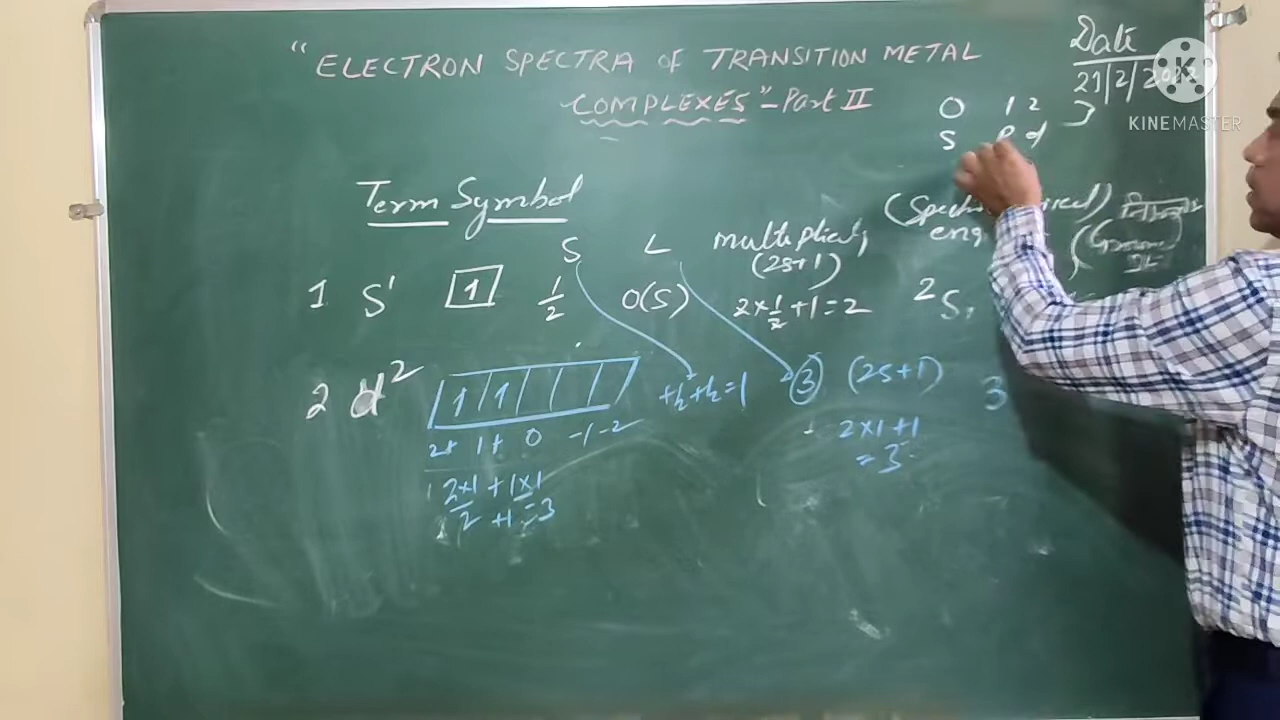 "ELECTRON SPECTRA OF TRANSITION METAL
COMPLEXES" - Part II
Date
21/2/
KINEMASTER
0 1 2 3
S P d
Term Symbol
S L multiplicity
(2s+1)
1 S¹ 1 1/2 0(S) 2×1/2+1=2 ²S
2 d² 1 1 +½+½=1 3 (2s+1) 3
2+ 1+ 0 -1 -2
2×1+1
=3
2×1 + 1×1
2 +1 = 3